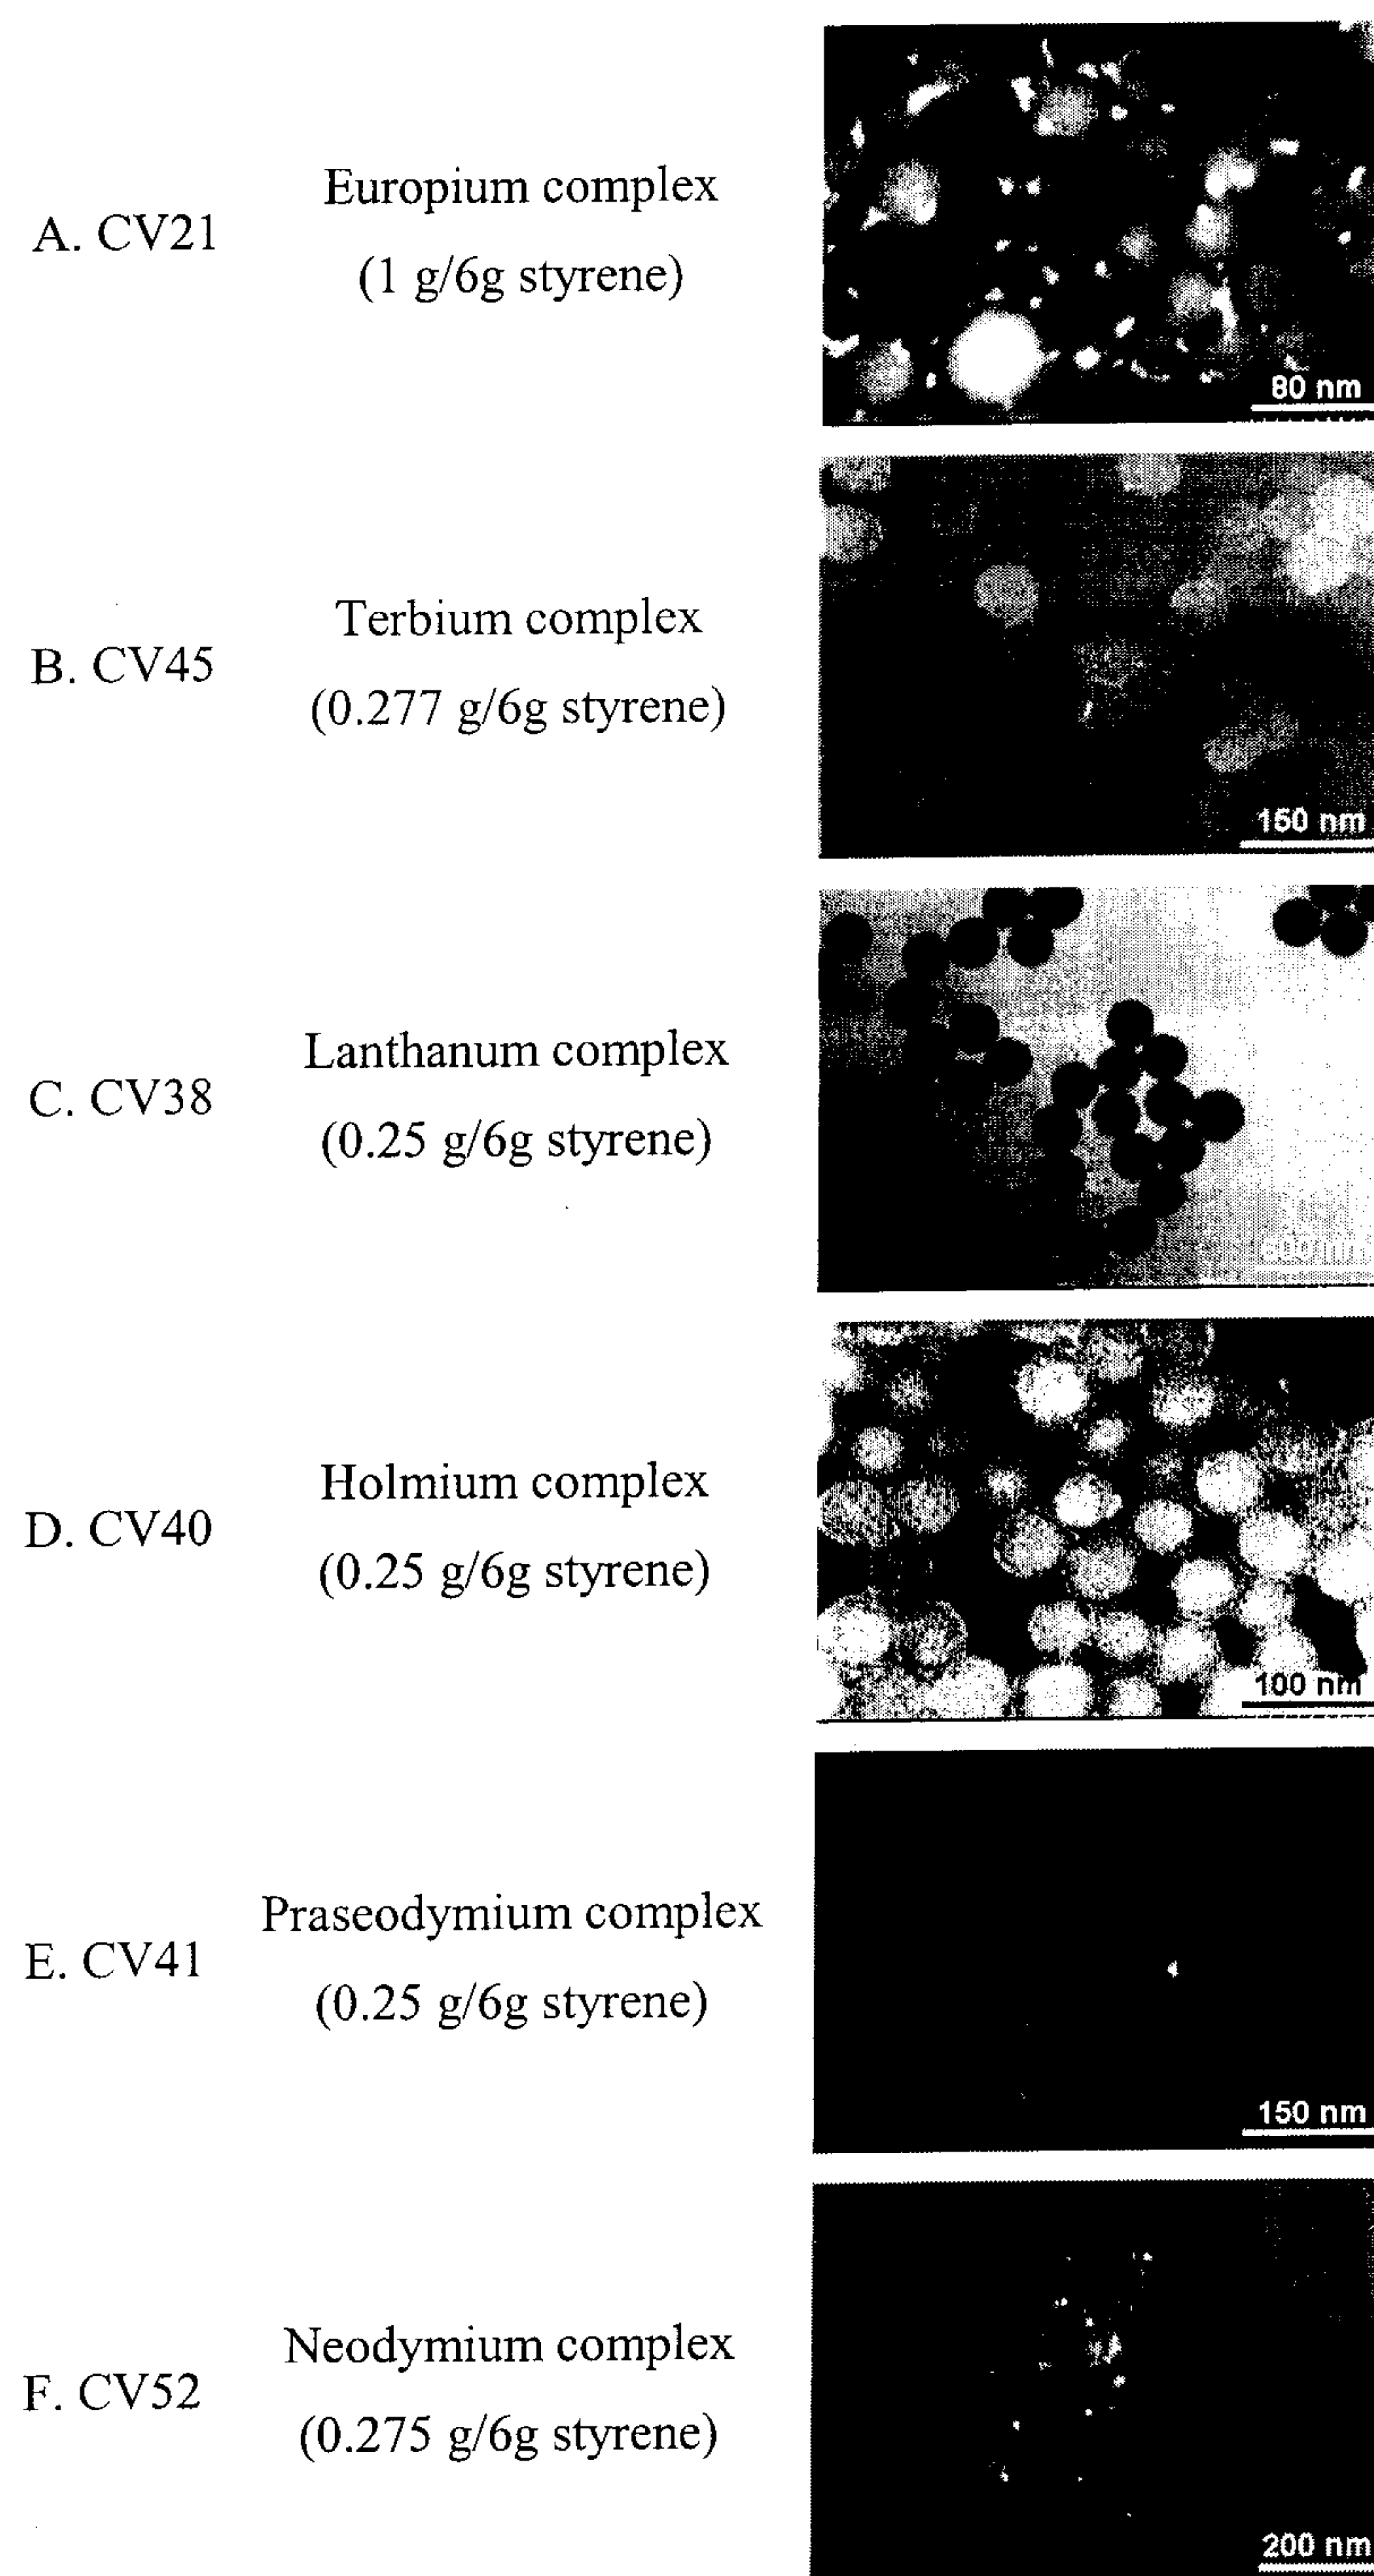 A. CV21
Europium complex
(1 g/6g styrene)
80 nm
B. CV45
Terbium complex
(0.277 g/6g styrene)
150 nm
C. CV38
Lanthanum complex
(0.25 g/6g styrene)
600 nm
D. CV40
Holmium complex
(0.25 g/6g styrene)
100 nm
E. CV41
Praseodymium complex
(0.25 g/6g styrene)
150 nm
F. CV52
Neodymium complex
(0.275 g/6g styrene)
200 nm